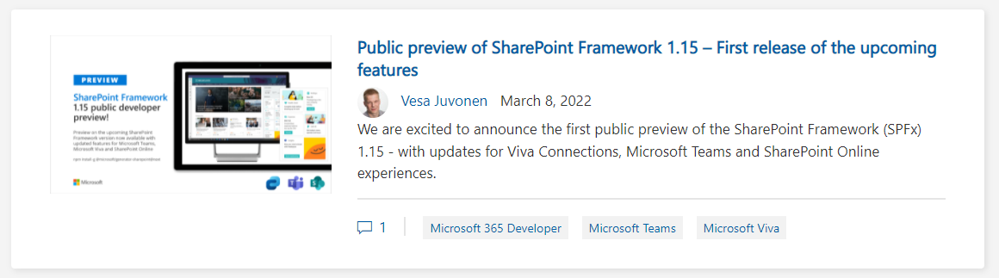 PREVIEW
SharePoint Framework
1.15 public developer
preview!
Preview on the upcoming SharePoint
Framework version now available with
updated features for Microsoft Teams,
Microsoft Viva and SharePoint Online
Microsoft
Public preview of SharePoint Framework 1.15 – First release of the upcoming
features
Vesa Juvonen March 8, 2022
We are excited to announce the first public preview of the SharePoint Framework (SPFx)
1.15 - with updates for Viva Connections, Microsoft Teams and SharePoint Online
experiences.
1
Microsoft 365 Developer
Microsoft Teams
Microsoft Viva